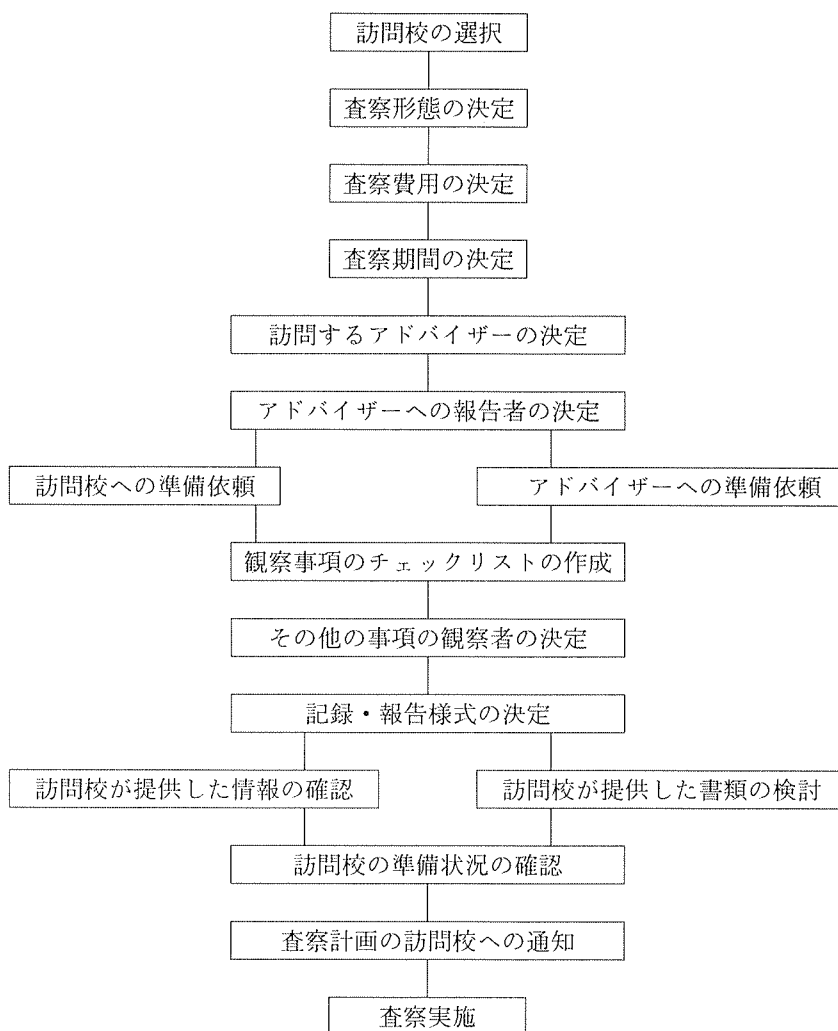 訪問校の選択
査察形態の決定
査察費用の決定
査察期間の決定
訪問するアドバイザーの決定
アドバイザーへの報告者の決定
訪問校への準備依頼
アドバイザーへの準備依頼
観察事項のチェックリストの作成
その他の事項の観察者の決定
記録・報告様式の決定
訪問校が提供した情報の確認
訪問校が提供した書類の検討
訪問校の準備状況の確認
査察計画の訪問校への通知
査察実施